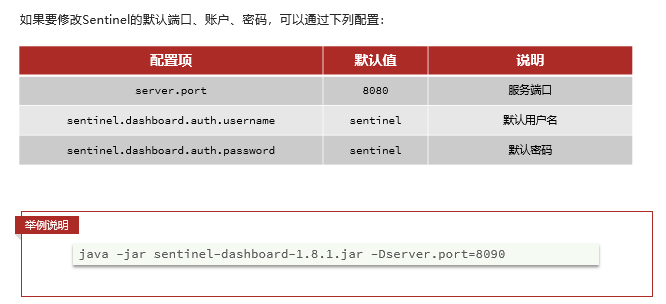 如果要修改Sentinel的默认端口、账户、密码，可以通过下列配置：
配置项 默认值 说明
server.port 8080 服务端口
sentinel.dashboard.auth.username sentinel 默认用户名
sentinel.dashboard.auth.password sentinel 默认密码
举例说明
java -jar sentinel-dashboard-1.8.1.jar -Dserver.port=8090